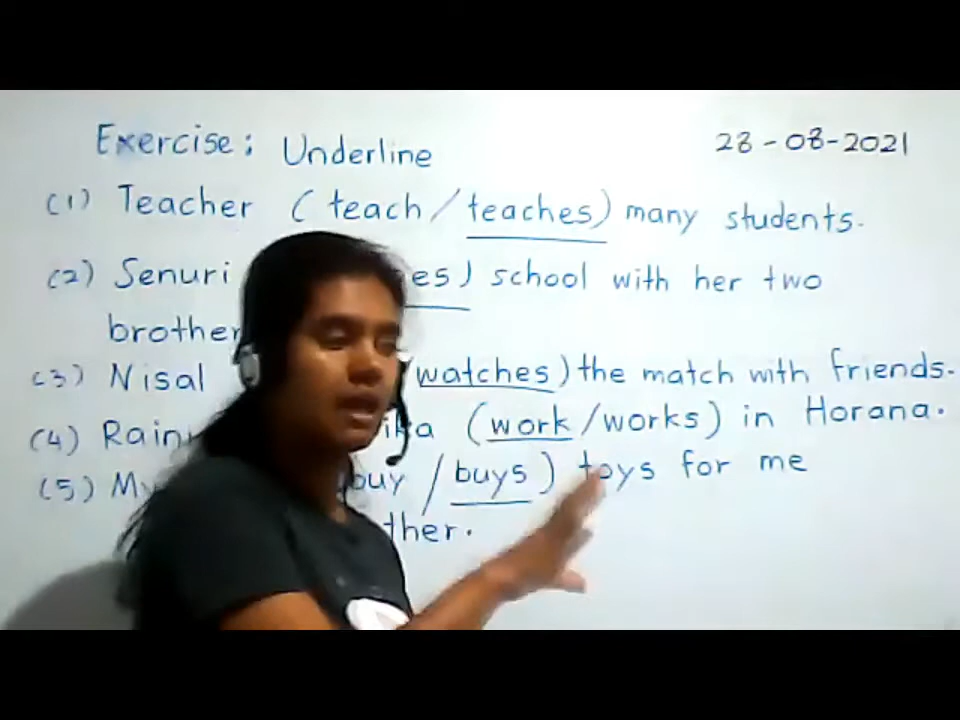 Exercise: Underline 28-08-2021
(1) Teacher (teach/teaches) many students.
(2) Senuri es) school with her two
brother
(3) Nisal /watches) the match with friends.
(4) ika (work/works) in Horana.
(5) buy/buys) toys for me
ther.